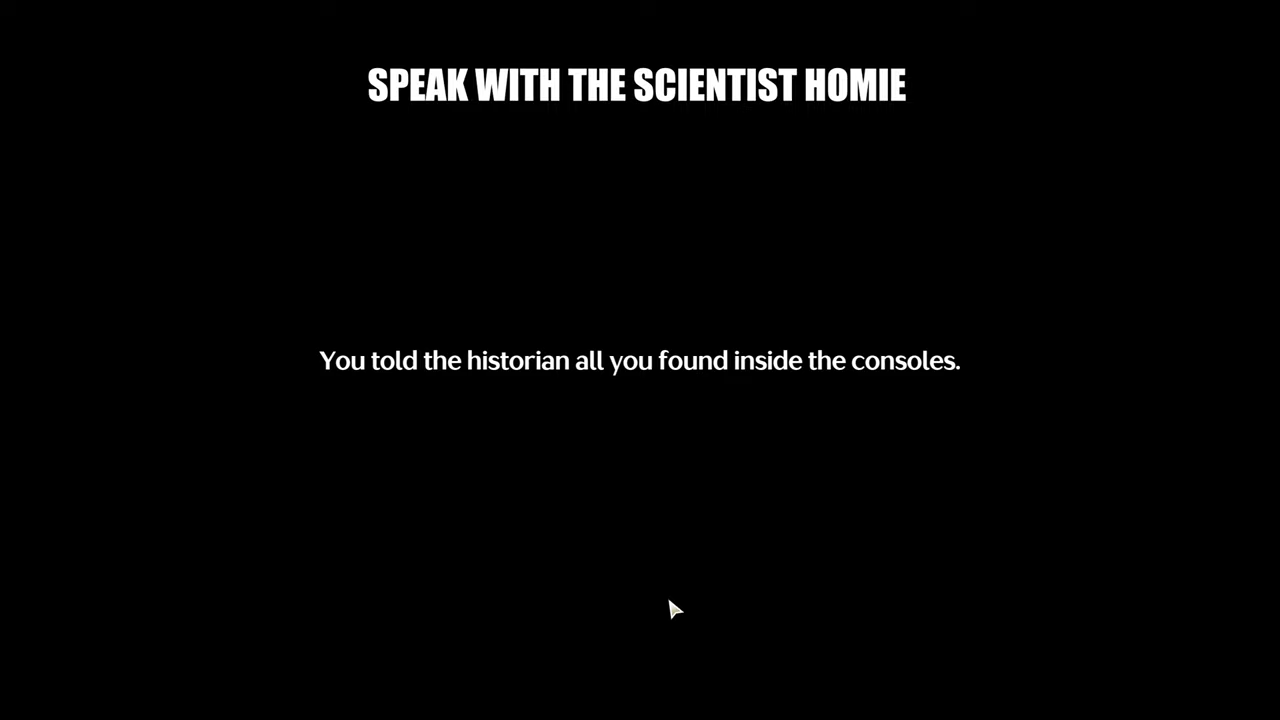 SPEAK WITH THE SCIENTIST HOMIE
You told the historian all you found inside the consoles.